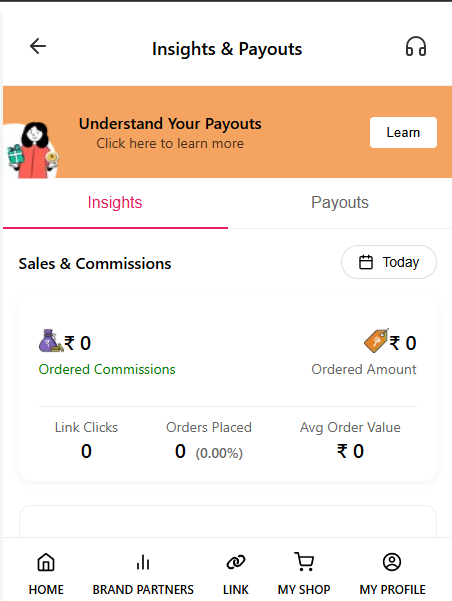 Insights & Payouts
Understand Your Payouts
Click here to learn more
Learn
Insights Payouts
Sales & Commissions Today
₹ 0 ₹ 0
Ordered Commissions Ordered Amount
Link Clicks Orders Placed Avg Order Value
0 0 (0.00%) ₹ 0
HOME BRAND PARTNERS LINK MY SHOP MY PROFILE